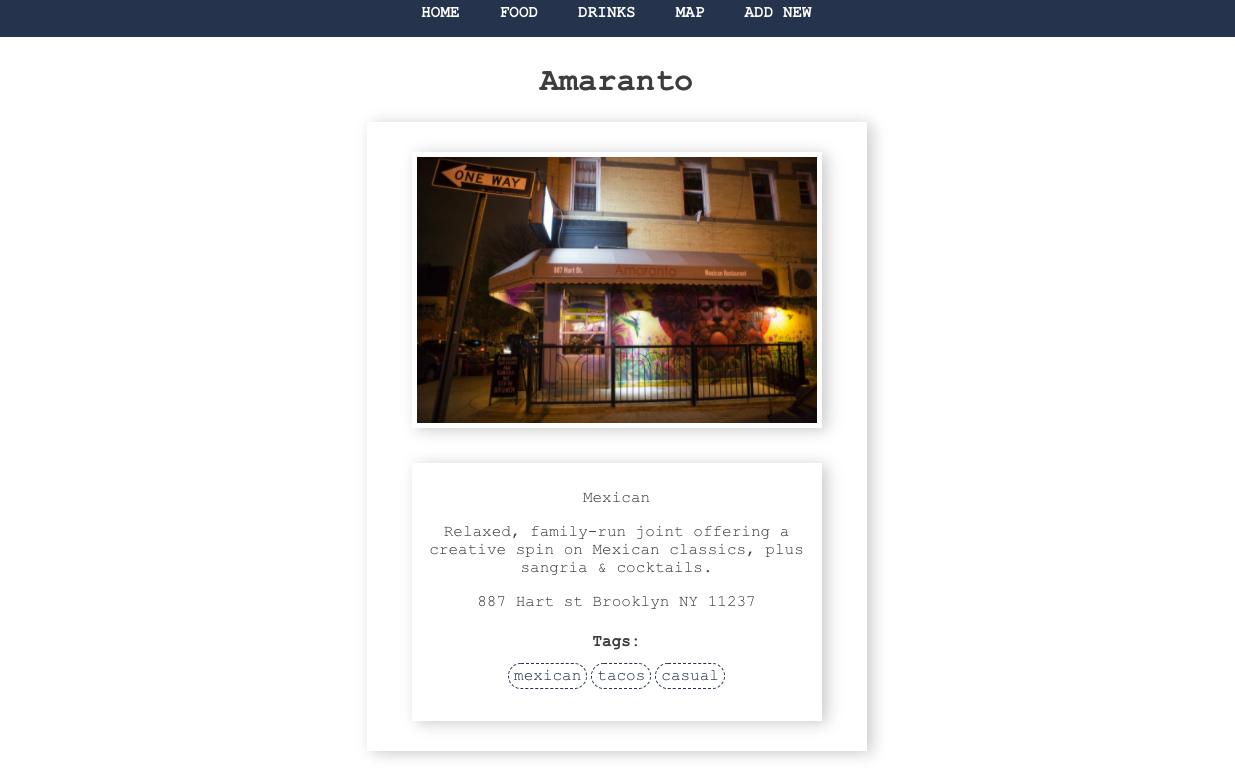 HOME FOOD DRINKS MAP ADD NEW
Amaranto
ONE WAY
887 Hart St. Amaranto Mexican Restaurant
Mexican
Relaxed, family-run joint offering a
creative spin on Mexican classics, plus
sangria & cocktails.
887 Hart st Brooklyn NY 11237
Tags:
mexican tacos casual